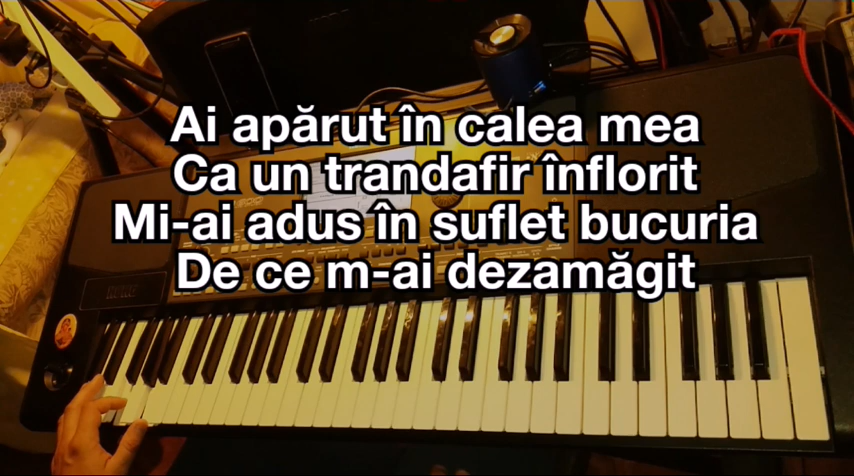 Ai apărut în calea mea
Ca un trandafir înflorit
Mi-ai adus în suflet bucuria
De ce m-ai dezamăgit